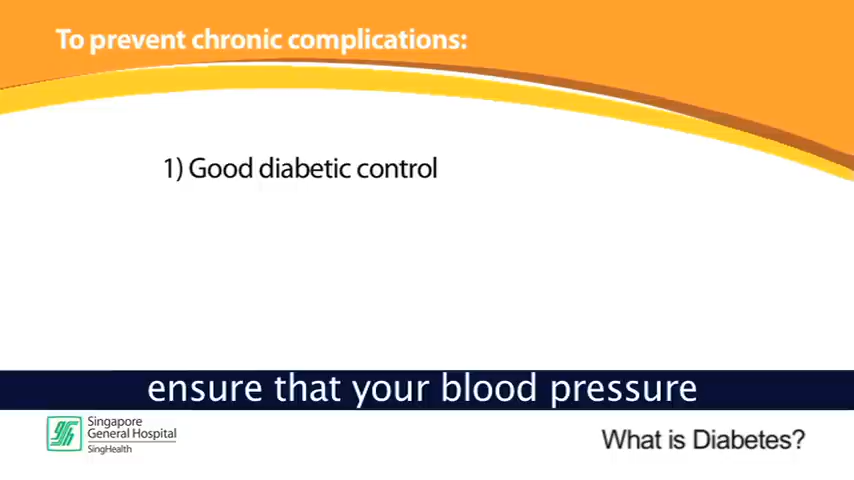 To prevent chronic complications:
1) Good diabetic control
ensure that your blood pressure
Singapore
General Hospital
SingHealth
What is Diabetes?